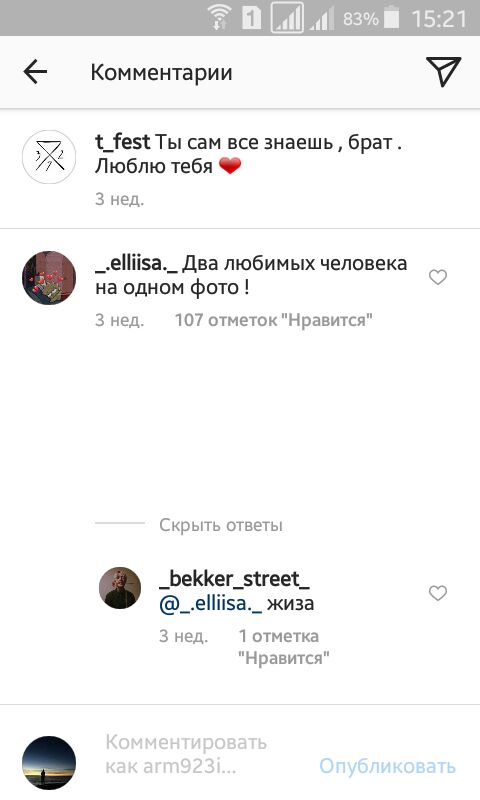 1 83% 15:21
Комментарии
t_fest Ты сам все знаешь , брат .
Люблю тебя ❤
3 нед.
_.elliisa._ Два любимых человека
на одном фото !
3 нед. 107 отметок "Нравится"
Скрыть ответы
_bekker_street_
@_.elliisa._ жиза
3 нед. 1 отметка
"Нравится"
Комментировать
как arm923i... Опубликовать